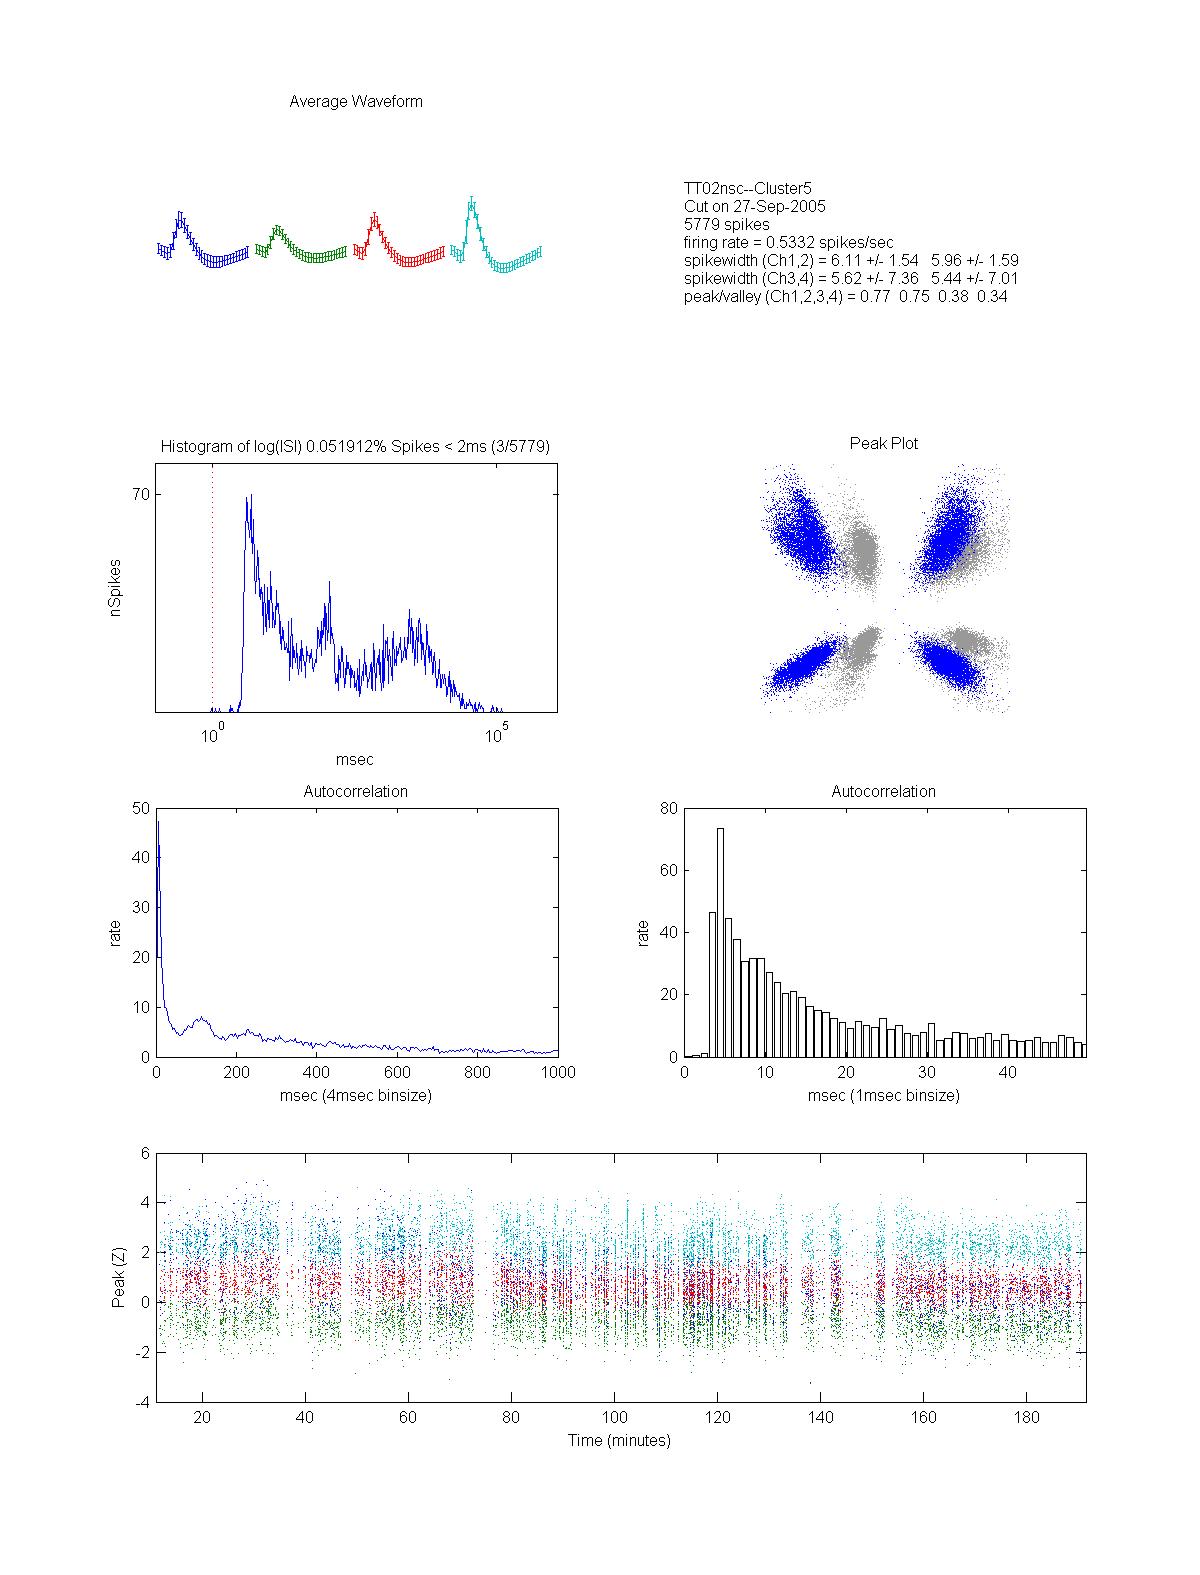 Average Waveform
TT02nsc--Cluster5
Cut on 27-Sep-2005
5779 spikes
firing rate = 0.5332 spikes/sec
spikewidth (Ch1,2) = 6.11 +/- 1.54 5.96 +/- 1.59
spikewidth (Ch3,4) = 5.62 +/- 7.36 5.44 +/- 7.01
peak/valley (Ch1,2,3,4) = 0.77 0.75 0.38 0.34
Histogram of log(ISI) 0.051912% Spikes < 2ms (3/5779)
70
nSpikes
10^0 10^5
msec
Peak Plot
Autocorrelation
50
40
30
20
10
0
rate
0 200 400 600 800 1000
msec (4msec binsize)
Autocorrelation
80
60
40
20
0
rate
0 10 20 30 40
msec (1msec binsize)
6
4
2
0
-2
-4
Peak (Z)
20 40 60 80 100 120 140 160 180
Time (minutes)